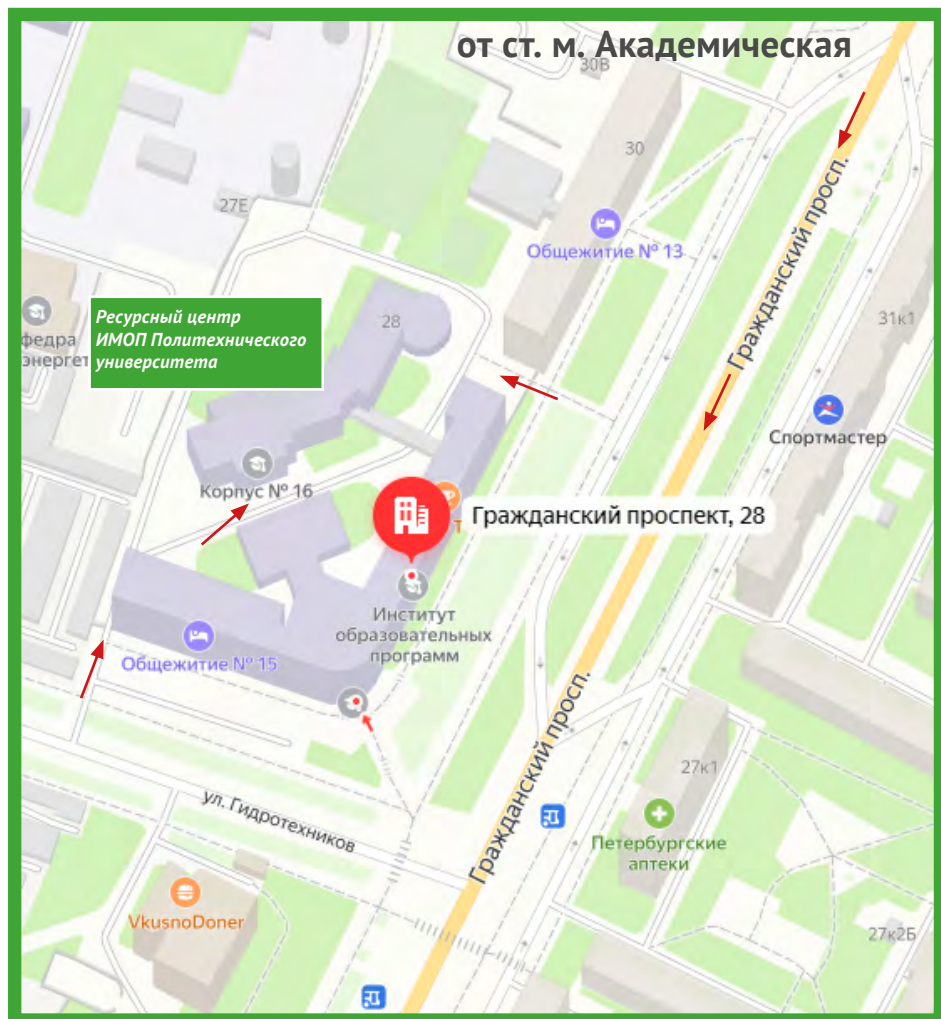 от ст. м. Академическая
30В
30
27Е
Общежитие № 13
Гражданский просп.
31к1
Ресурсный центр
ИМОП Политехнического
университета
федра
энергет
28
Спортмастер
Корпус № 16
Гражданский проспект, 28
Т
Институт
образовательных
программ
Общежитие № 15
Гражданский просп.
27к1
ул. Гидротехников
Петербургские
аптеки
VkusnoDoner
27к2Б